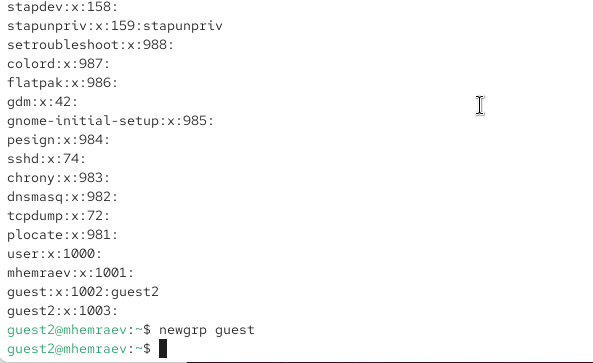 stapdev:x:158:
stapunpriv:x:159:stapunpriv
setroubleshoot:x:988:
colord:x:987:
flatpak:x:986:
gdm:x:42:
gnome-initial-setup:x:985:
pesign:x:984:
sshd:x:74:
chrony:x:983:
dnsmasq:x:982:
tcpdump:x:72:
plocate:x:981:
user:x:1000:
mhemraev:x:1001:
guest:x:1002:guest2
guest2:x:1003:
guest2@mhemraev:~$ newgrp guest
guest2@mhemraev:~$